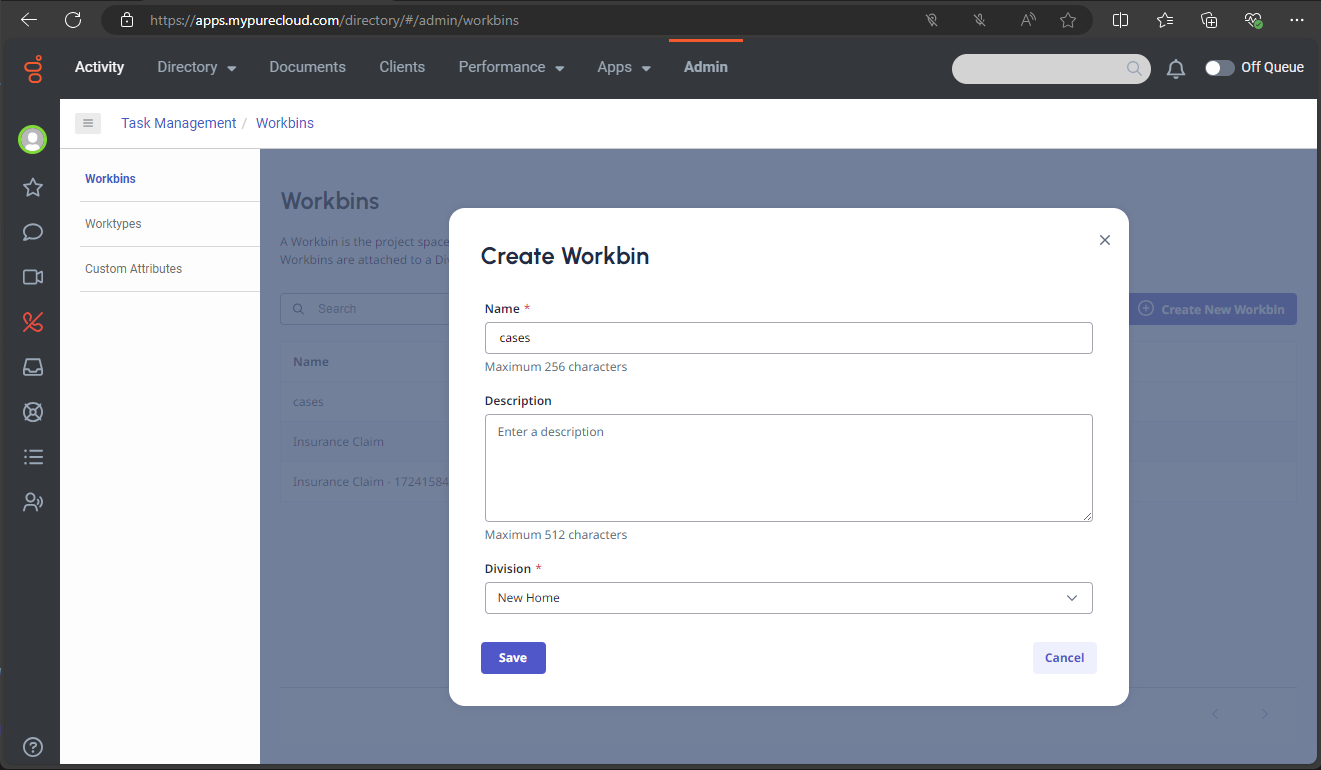 https://apps.mypurecloud.com/directory/#/admin/workbins
Activity Directory Documents Clients Performance Apps Admin Off Queue
Task Management / Workbins
Workbins
Worktypes
Custom Attributes
Workbins
A Workbin is the project space
Workbins are attached to a Div
Search
Create New Workbin
Name
cases
Insurance Claim
Insurance Claim - 17241584
Create Workbin
Name *
cases
Maximum 256 characters
Description
Enter a description
Maximum 512 characters
Division *
New Home
Save Cancel